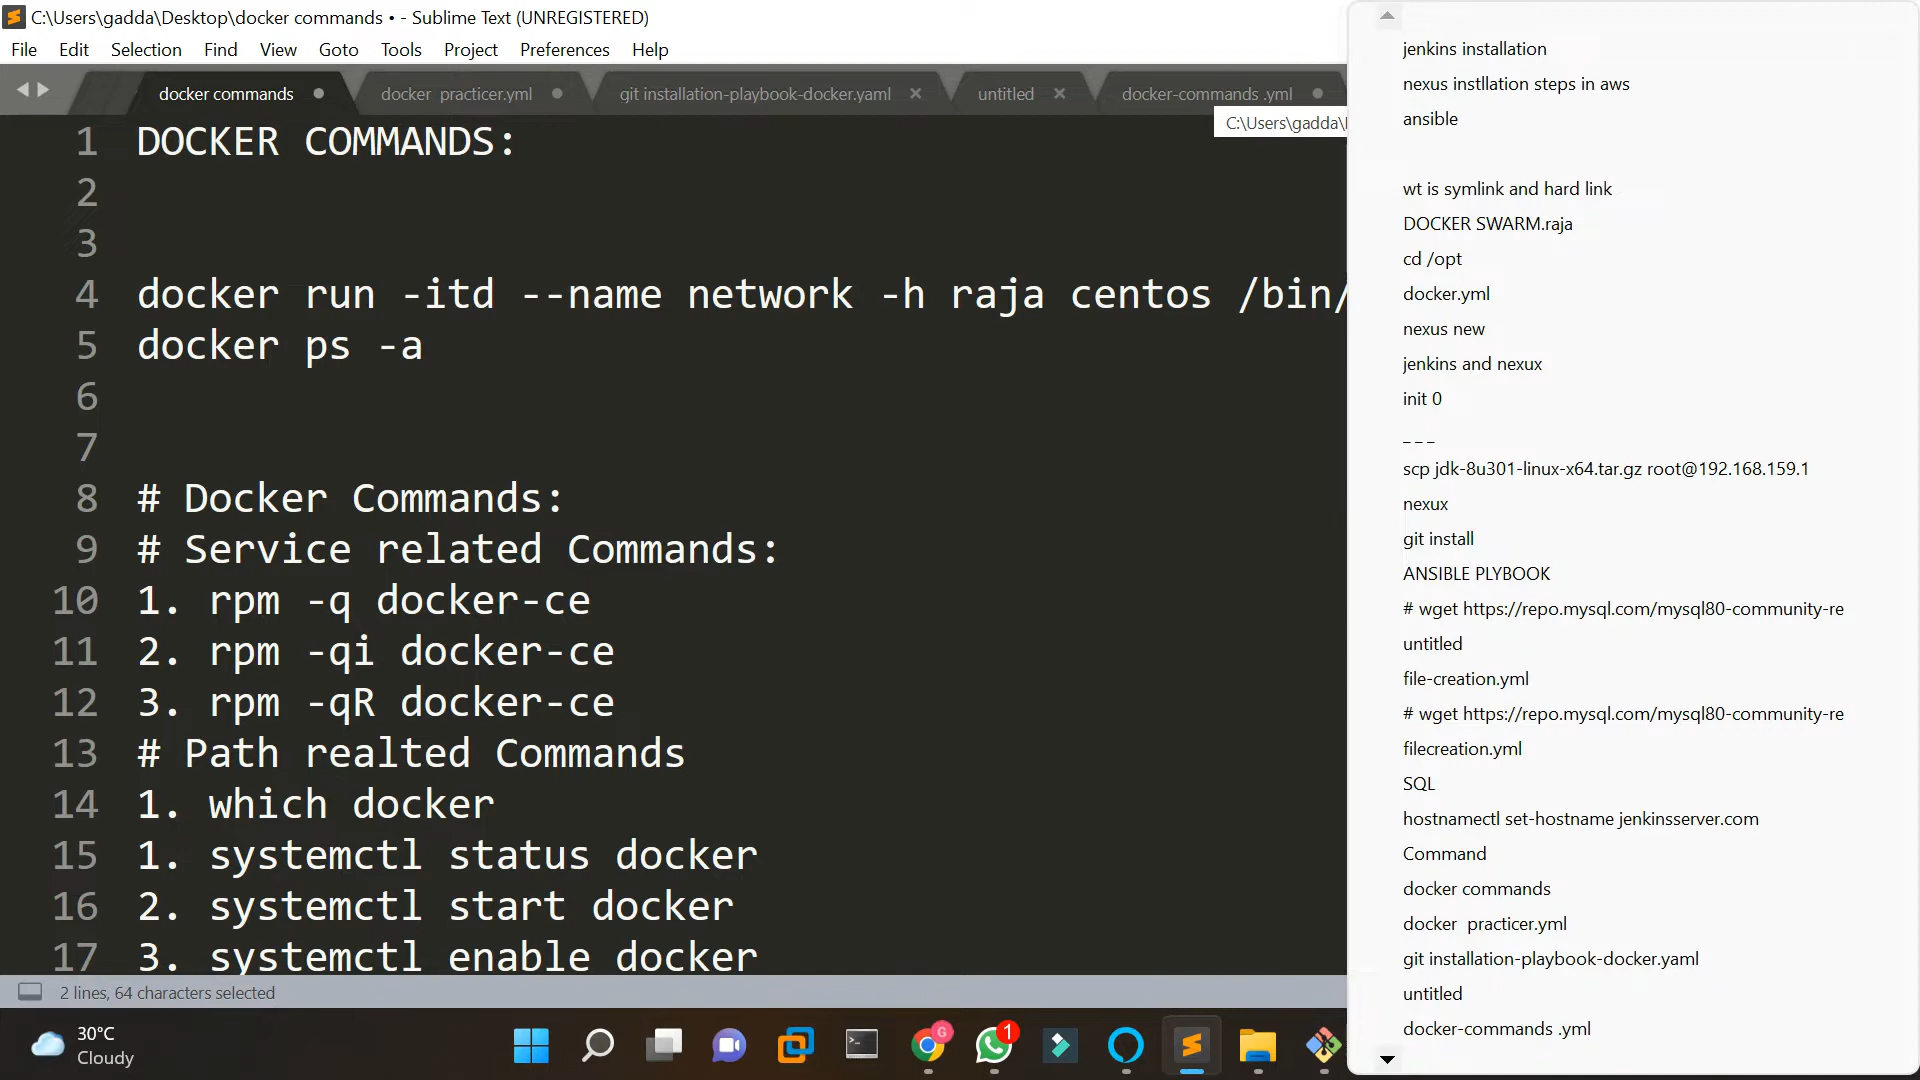 C:\Users\gadda\Desktop\docker commands • - Sublime Text (UNREGISTERED)
File Edit Selection Find View Goto Tools Project Preferences Help
docker commands docker  practicer.yml git installation-playbook-docker.yaml untitled docker-commands .yml
C:\Users\gadda\
1 DOCKER COMMANDS:
2
3
4 docker run -itd --name network -h raja centos /bin/
5 docker ps -a
6
7
8 # Docker Commands:
9 # Service related Commands:
10 1. rpm -q docker-ce
11 2. rpm -qi docker-ce
12 3. rpm -qR docker-ce
13 # Path realted Commands
14 1. which docker
15 1. systemctl status docker
16 2. systemctl start docker
17 3. systemctl enable docker
2 lines, 64 characters selected
jenkins installation
nexus instllation steps in aws
ansible
wt is symlink and hard link
DOCKER SWARM.raja
cd /opt
docker.yml
nexus new
jenkins and nexux
init 0
---
scp jdk-8u301-linux-x64.tar.gz root@192.168.159.1
nexux
git install
ANSIBLE PLYBOOK
# wget https://repo.mysql.com/mysql80-community-re
untitled
file-creation.yml
# wget https://repo.mysql.com/mysql80-community-re
filecreation.yml
SQL
hostnamectl set-hostname jenkinsserver.com
Command
docker commands
docker  practicer.yml
git installation-playbook-docker.yaml
untitled
docker-commands .yml
30°C
Cloudy
G
1